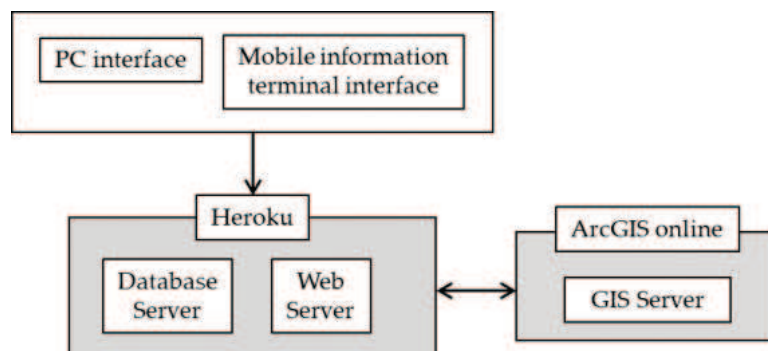 PC interface
Mobile information
terminal interface
Heroku
ArcGIS online
Database
Server
Web
Server
GIS Server